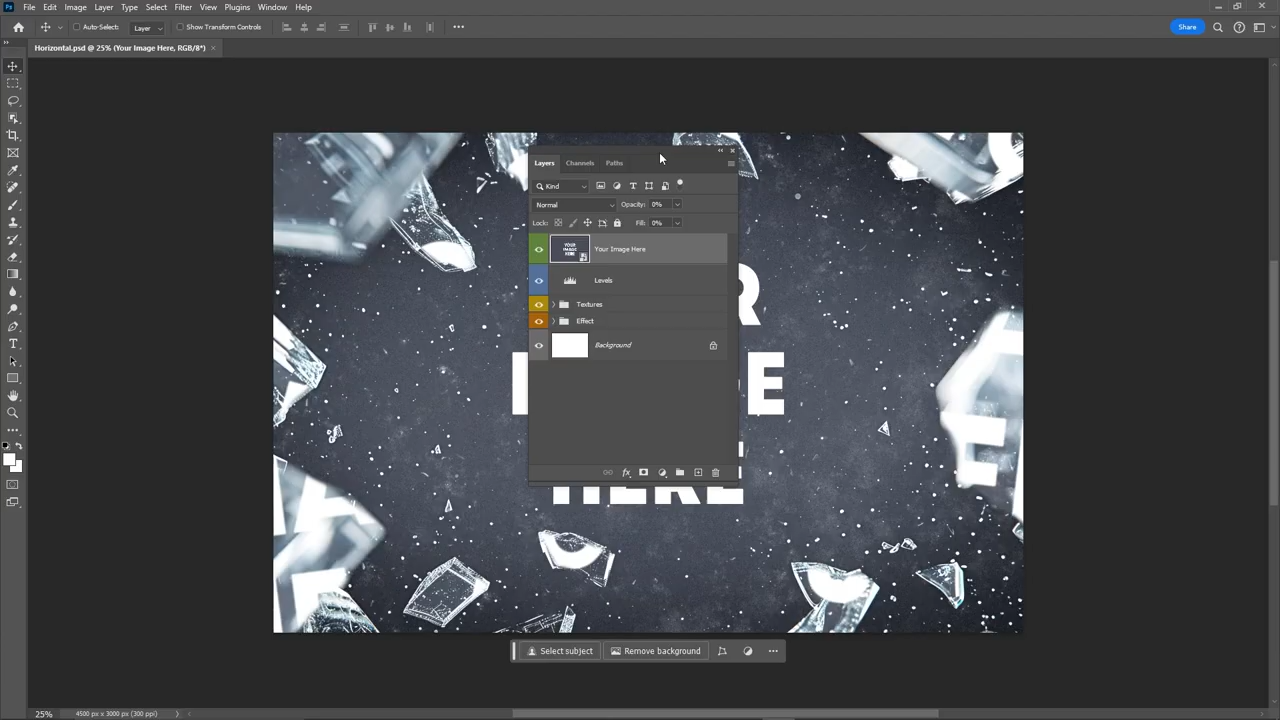 Ps File Edit Image Layer Type Select Filter View Plugins Window Help
Auto-Select: Layer Show Transform Controls Share
Horizontal.psd @ 25% (Your Image Here, RGB/8*)
Layers Channels Paths
Kind
Normal Opacity: 0%
Lock: Fill: 0%
YOUR IMAGE HERE Your Image Here
Levels
Textures
Effect
Background
R
E
HERE
E
Select subject Remove background
25% 4500 px x 3000 px (300 ppi)